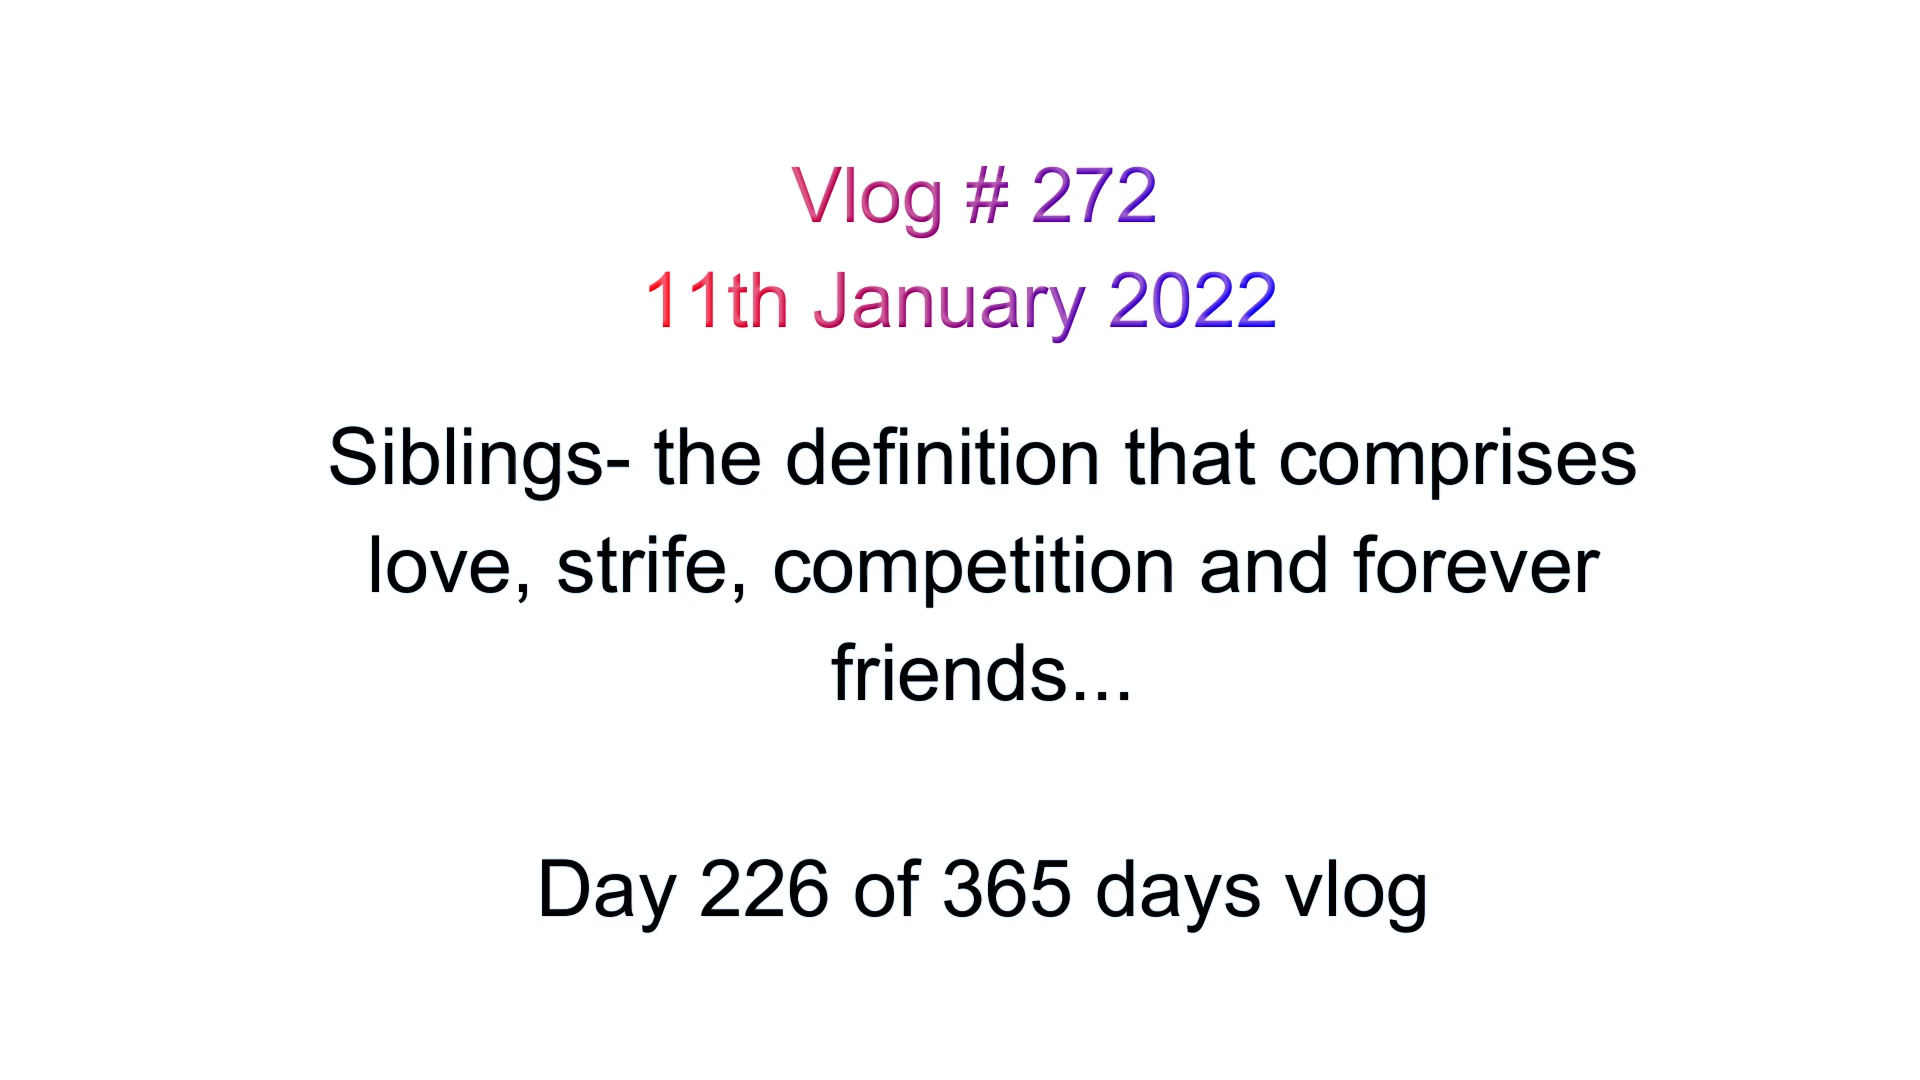 Vlog # 272
11th January 2022
Siblings- the definition that comprises
love, strife, competition and forever
friends...
Day 226 of 365 days vlog